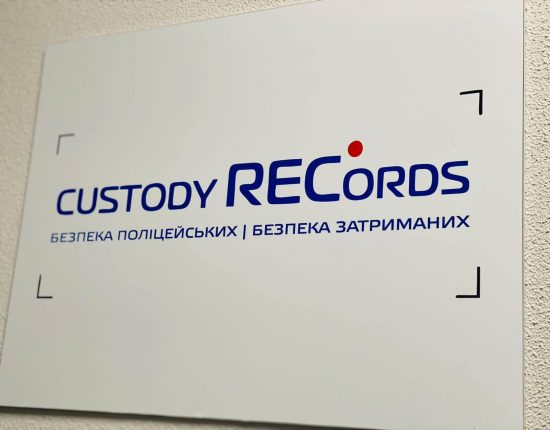 CUSTODY RECORDS
БЕЗПЕКА ПОЛІЦЕЙСЬКИХ | БЕЗПЕКА ЗАТРИМАНИХ